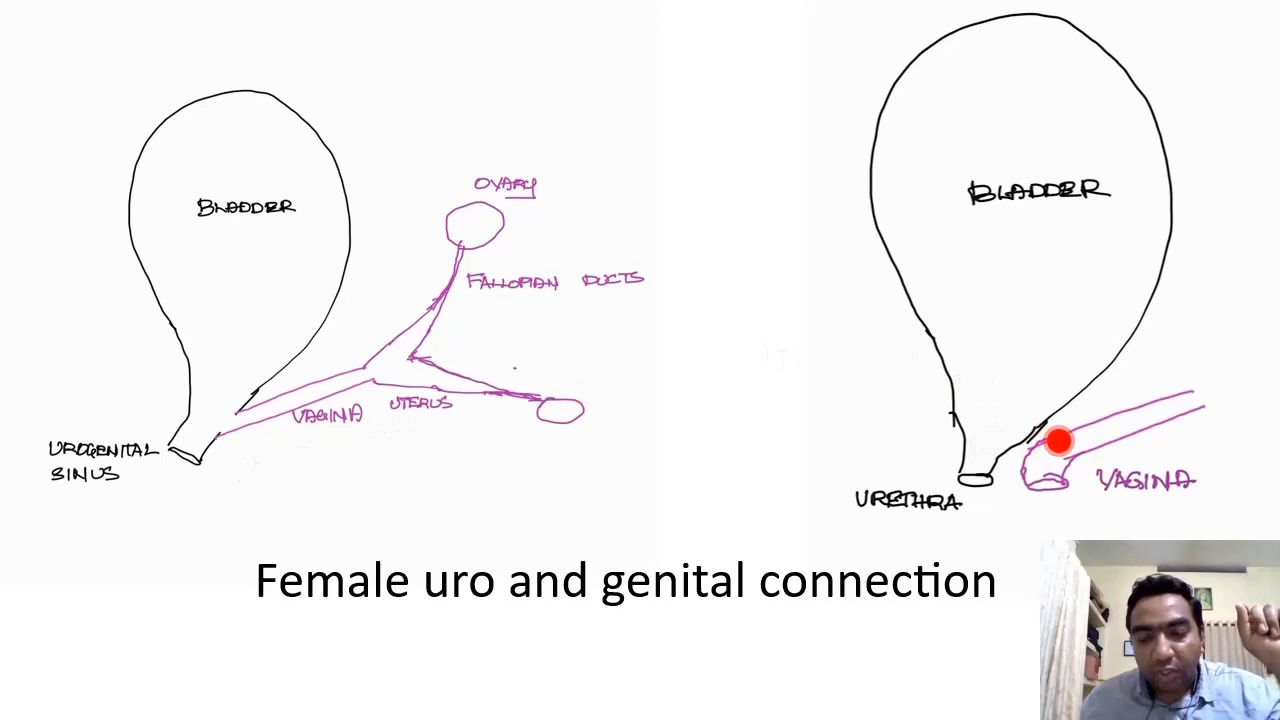 BLADDER
OVARY
FALLOPIAN DUCTS
VAGINA
UTERUS
UROGENITAL
SINUS
BLADDER
URETHRA
VAGINA
Female uro and genital connection